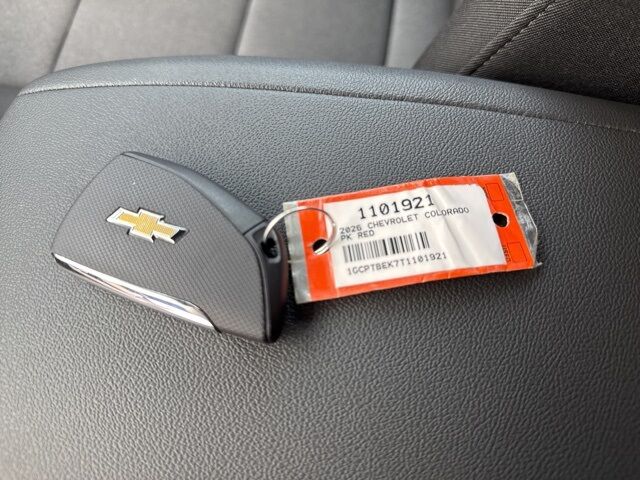 1101921
2026 CHEVROLET COLORADO
PK RED
1GCPTBEK7T1101921